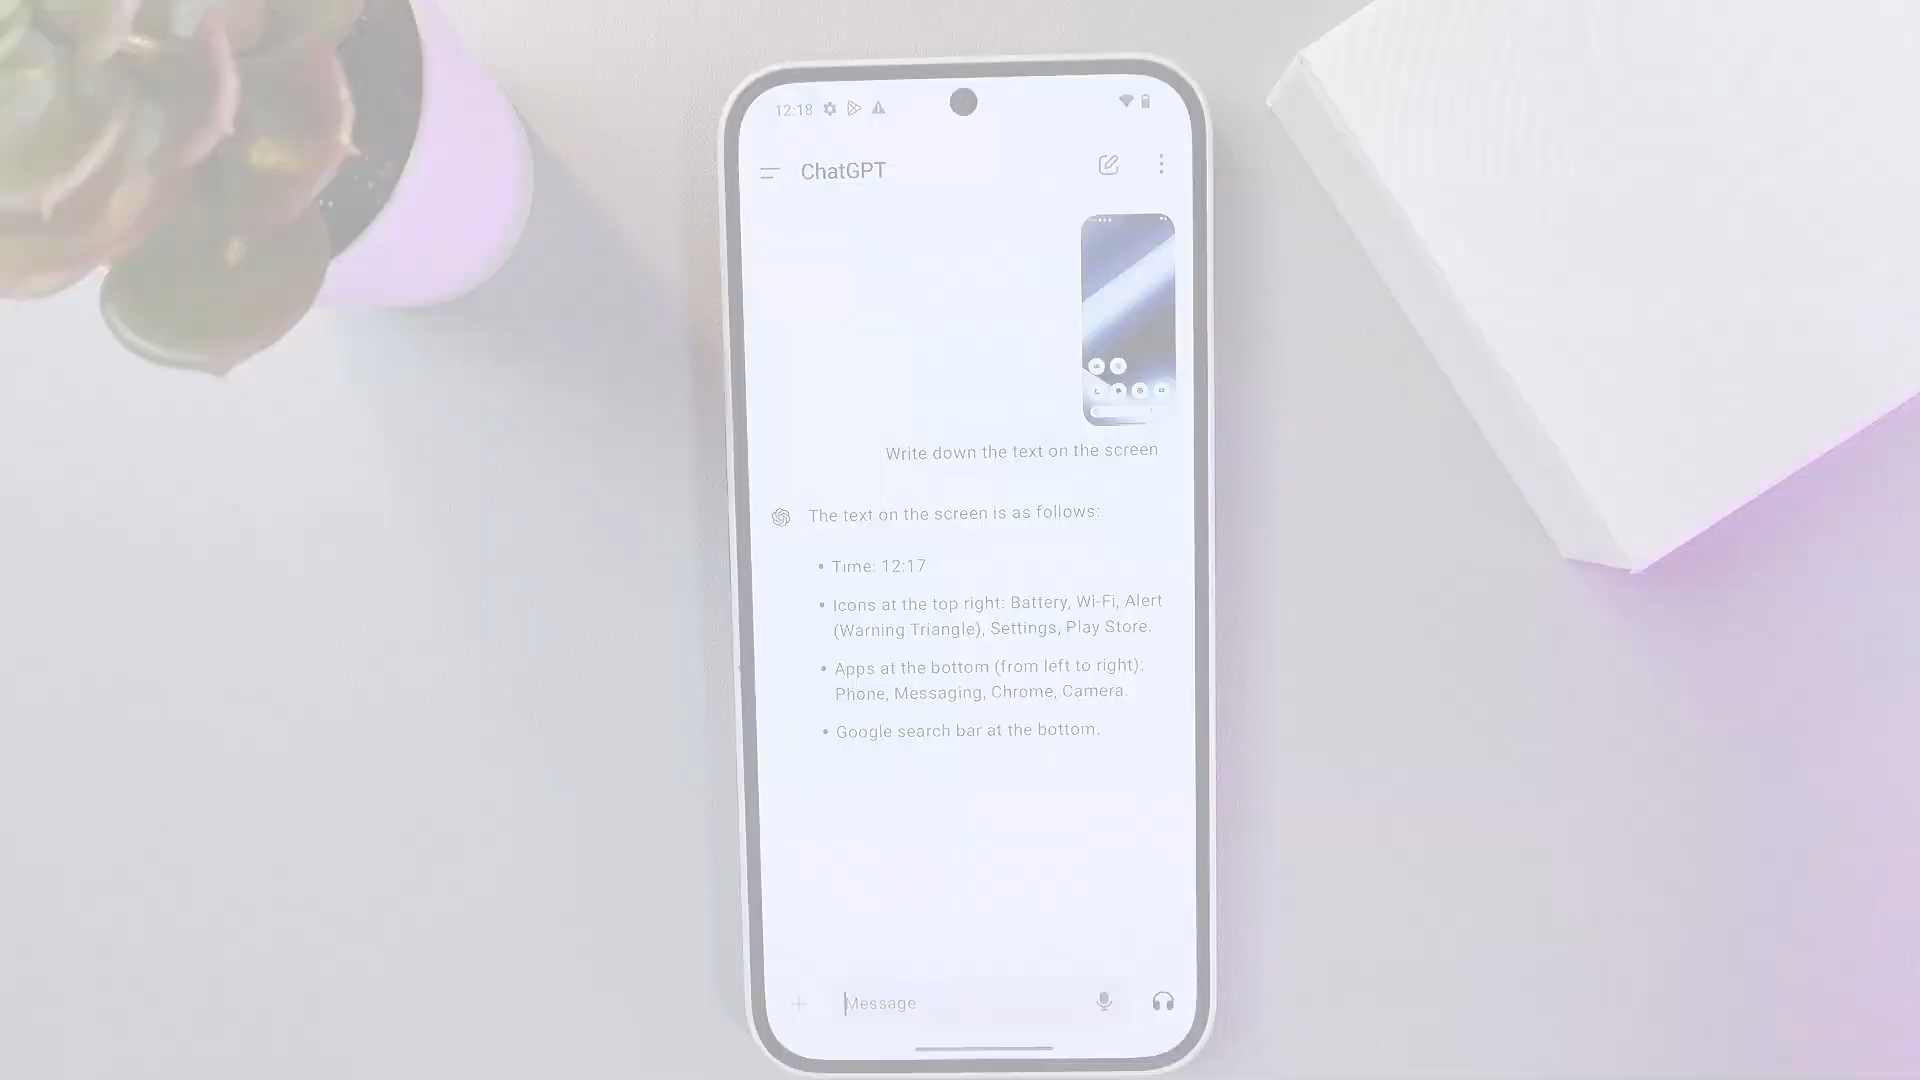 12:18
ChatGPT
Write down the text on the screen
The text on the screen is as follows:
• Time: 12:17
• Icons at the top right: Battery, Wi-Fi, Alert
(Warning Triangle), Settings, Play Store.
• Apps at the bottom (from left to right):
Phone, Messaging, Chrome, Camera.
• Google search bar at the bottom.
Message